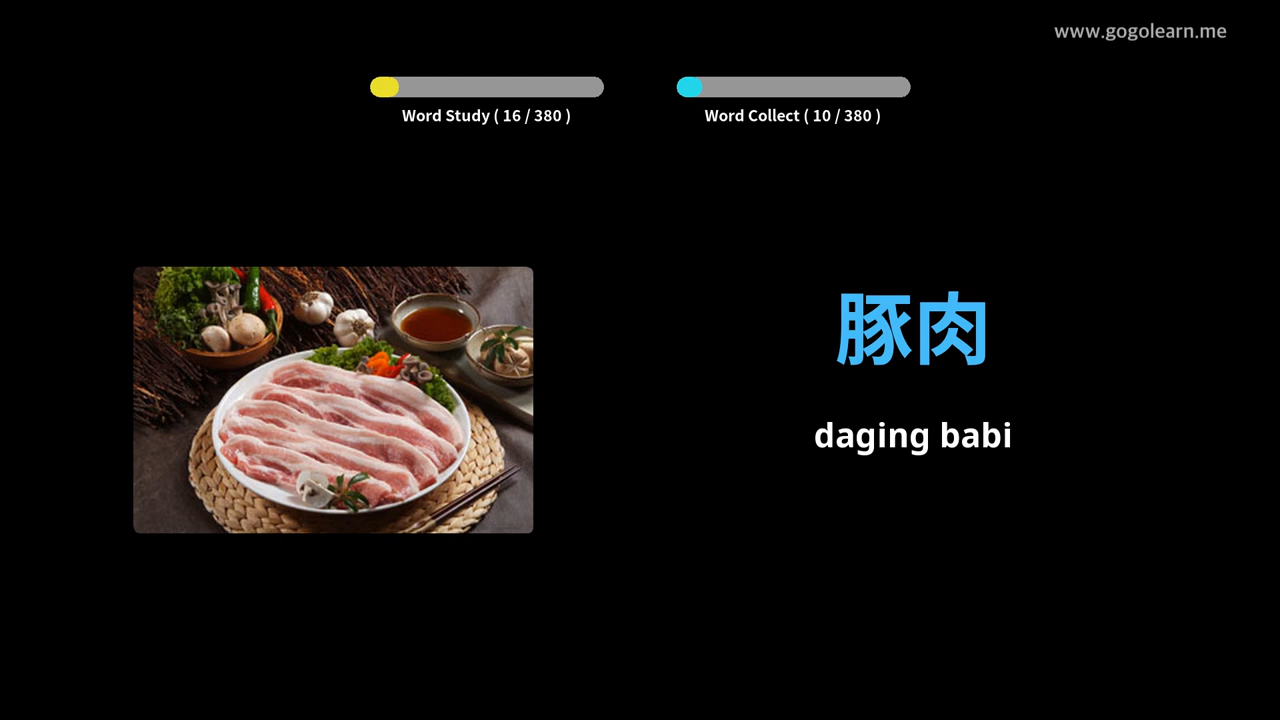 www.gogolearn.me
Word Study ( 16 / 380 )
Word Collect ( 10 / 380 )
豚肉
daging babi